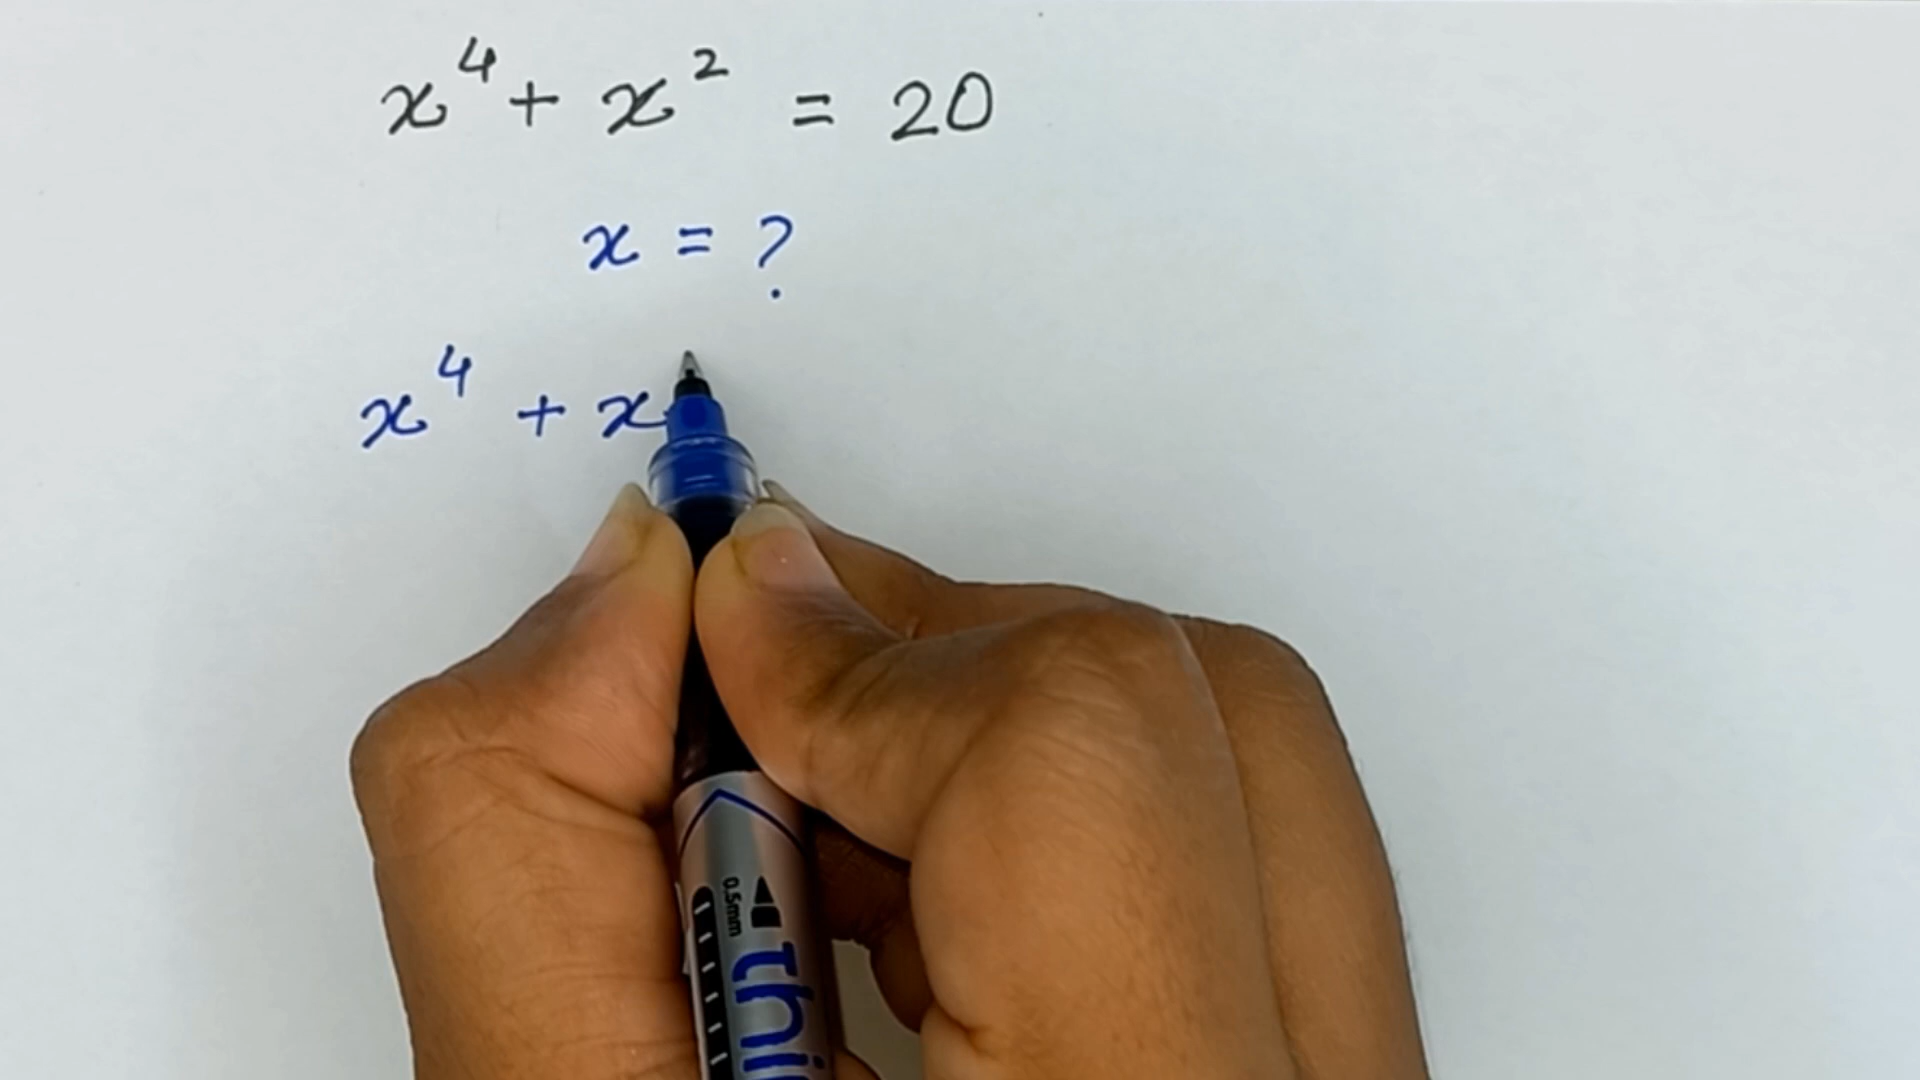 x⁴ + x² = 20
x = ?
x⁴ + x
0.5mm
thi